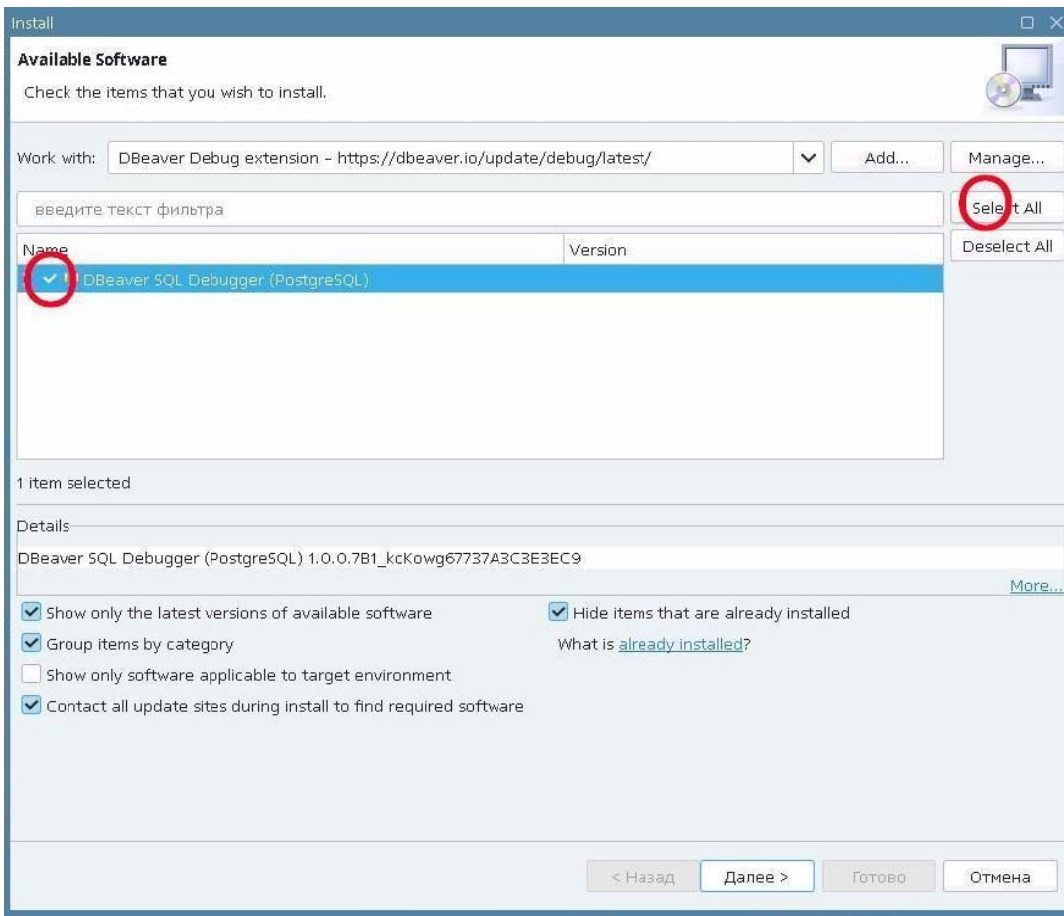 Install
Available Software
Check the items that you wish to install.
Work with: DBeaver Debug extension – https://dbeaver.io/update/debug/latest/ Add... Manage...
введите текст фильтра Select All
Name Version Deselect All
DBeaver SQL Debugger (PostgreSQL)
1 item selected
Details
DBeaver SQL Debugger (PostgreSQL) 1.0.0.7B1_kcKowg67737A3C3E3EC9
More...
Show only the latest versions of available software Hide items that are already installed
Group items by category What is already installed?
Show only software applicable to target environment
Contact all update sites during install to find required software
< Назад Далее > Готово Отмена